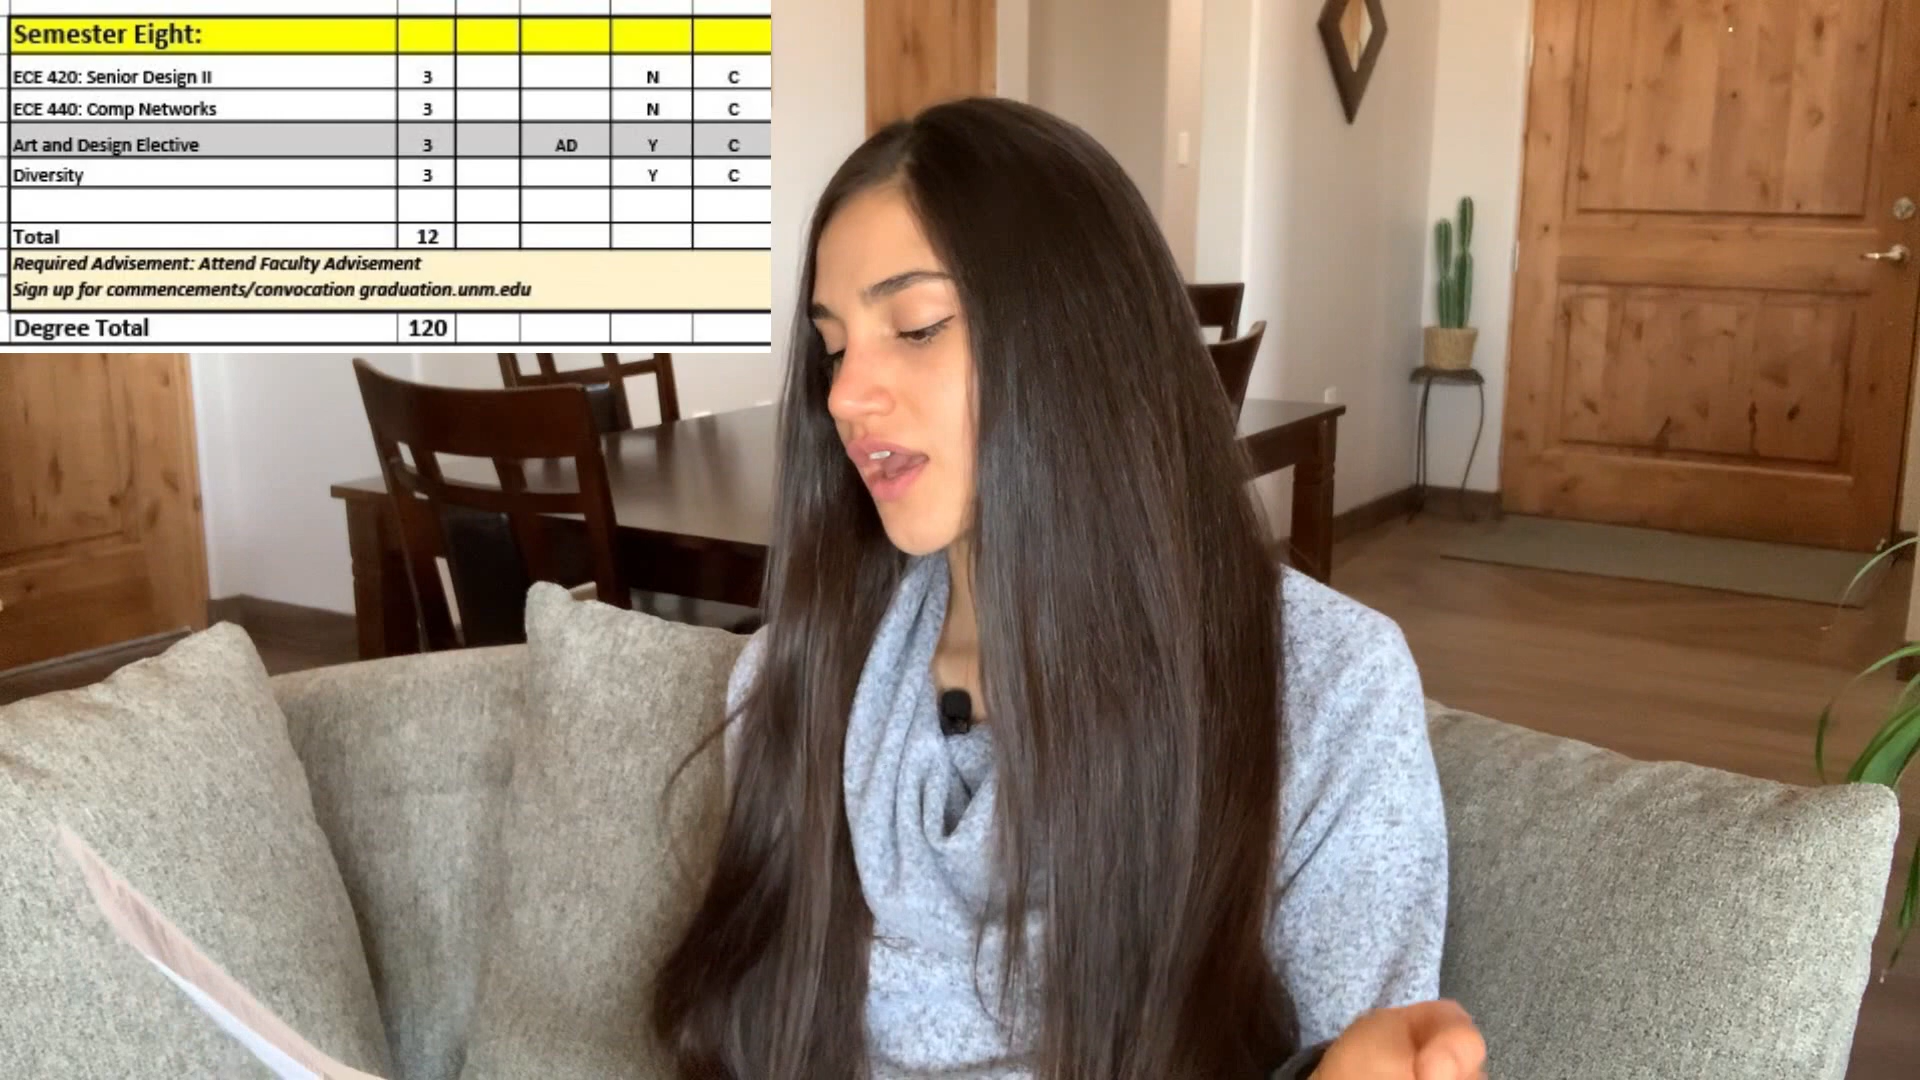 Semester Eight:
ECE 420: Senior Design II 3 N C
ECE 440: Comp Networks 3 N C
Art and Design Elective 3 AD Y C
Diversity 3 Y C
Total 12
Required Advisement: Attend Faculty Advisement
Sign up for commencements/convocation graduation.unm.edu
Degree Total 120